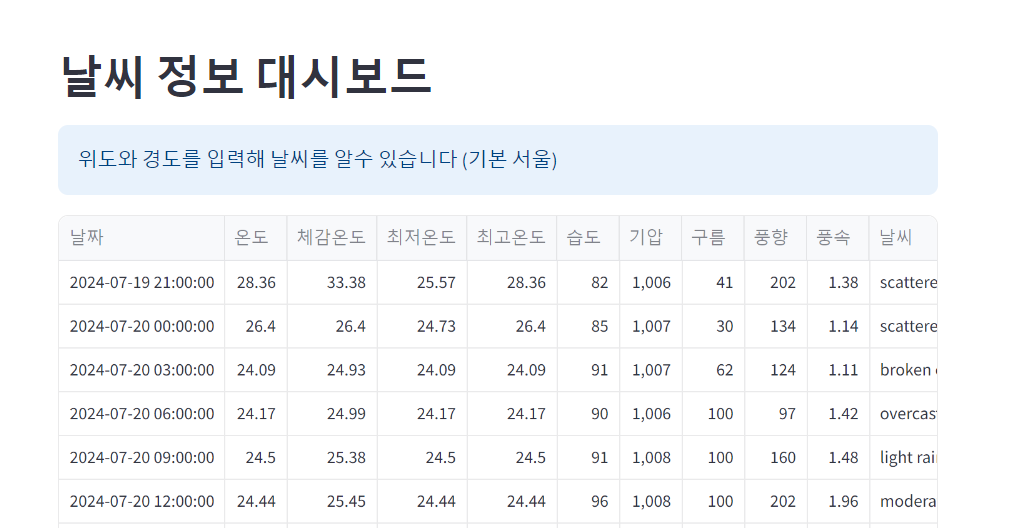 날씨 정보 대시보드
위도와 경도를 입력해 날씨를 알수 있습니다 (기본 서울)
날짜 온도 체감온도 최저온도 최고온도 습도 기압 구름 풍향 풍속 날씨
2024-07-19 21:00:00 28.36 33.38 25.57 28.36 82 1,006 41 202 1.38 scattere
2024-07-20 00:00:00 26.4 26.4 24.73 26.4 85 1,007 30 134 1.14 scattere
2024-07-20 03:00:00 24.09 24.93 24.09 24.09 91 1,007 62 124 1.11 broken
2024-07-20 06:00:00 24.17 24.99 24.17 24.17 90 1,006 100 97 1.42 overcas
2024-07-20 09:00:00 24.5 25.38 24.5 24.5 91 1,008 100 160 1.48 light rai
2024-07-20 12:00:00 24.44 25.45 24.44 24.44 96 1,008 100 202 1.96 modera